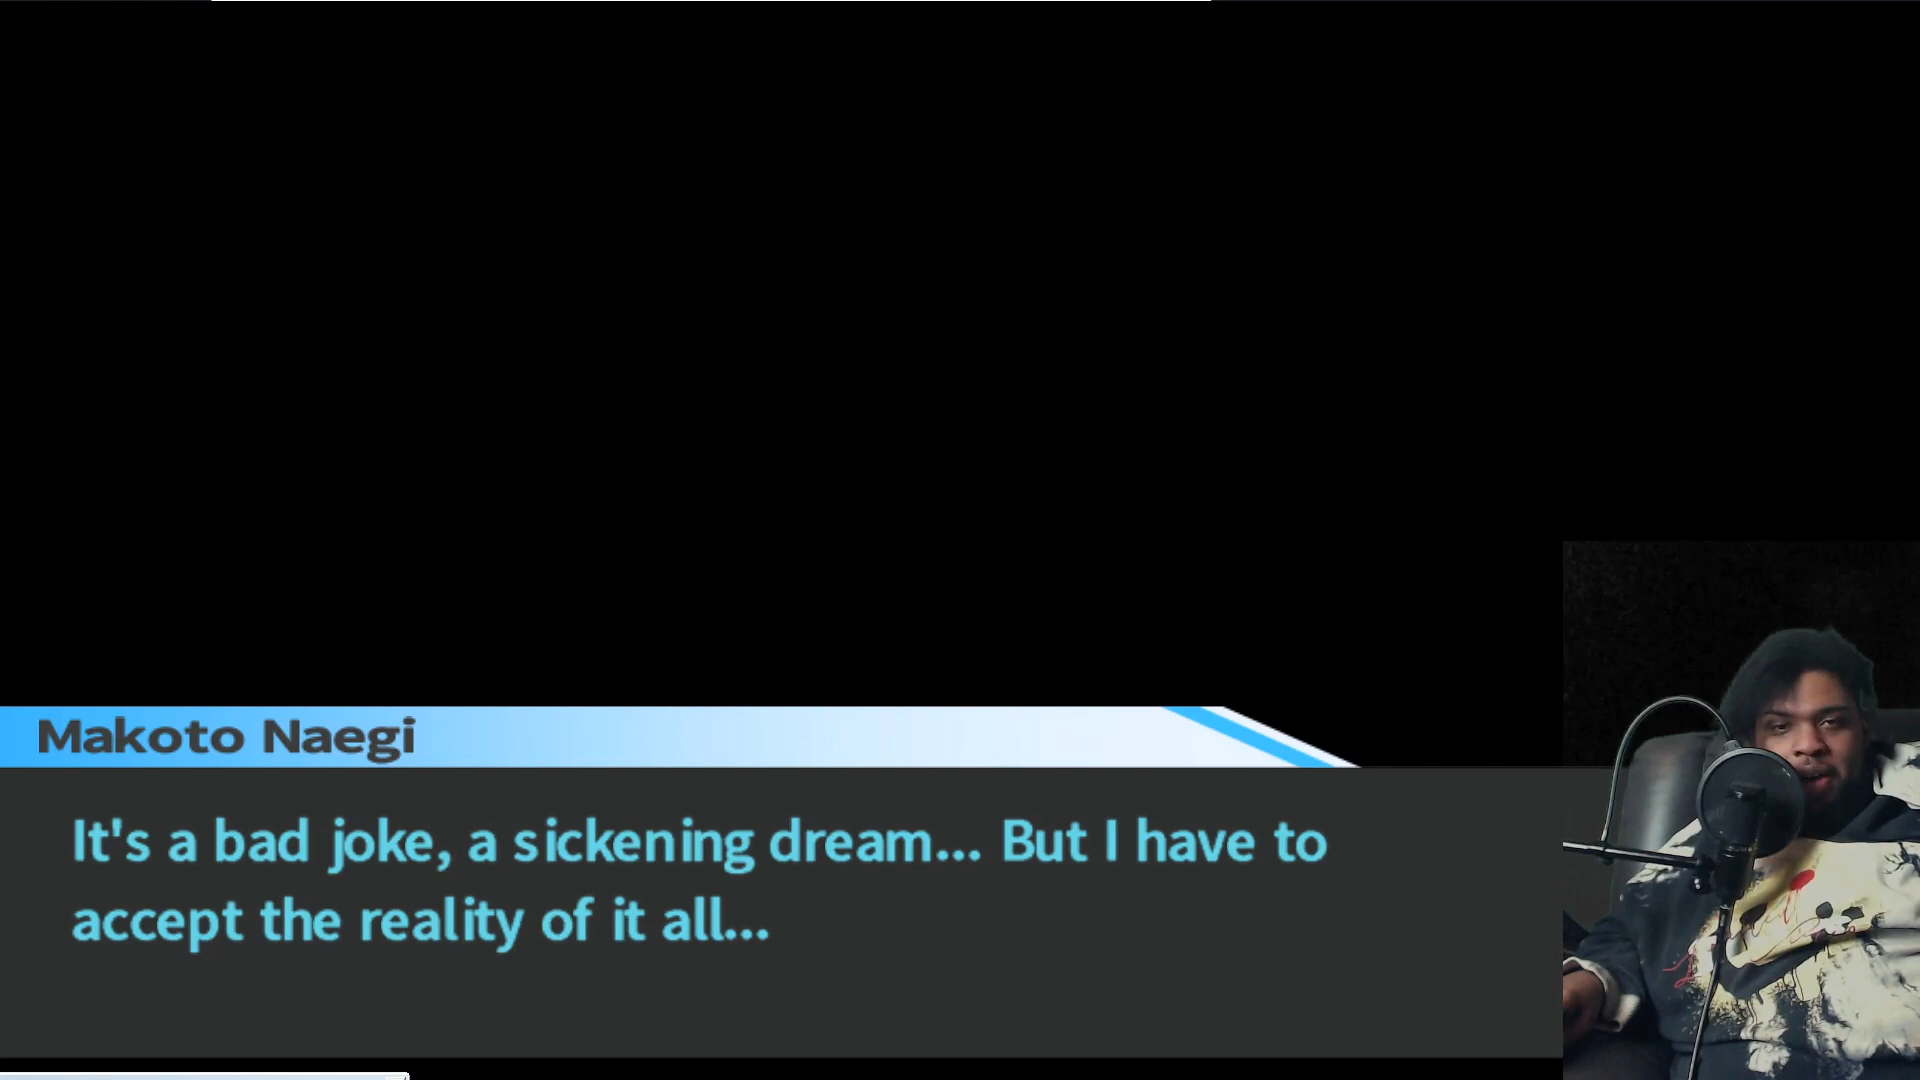 Makoto Naegi
It's a bad joke, a sickening dream... But I have to
accept the reality of it all...